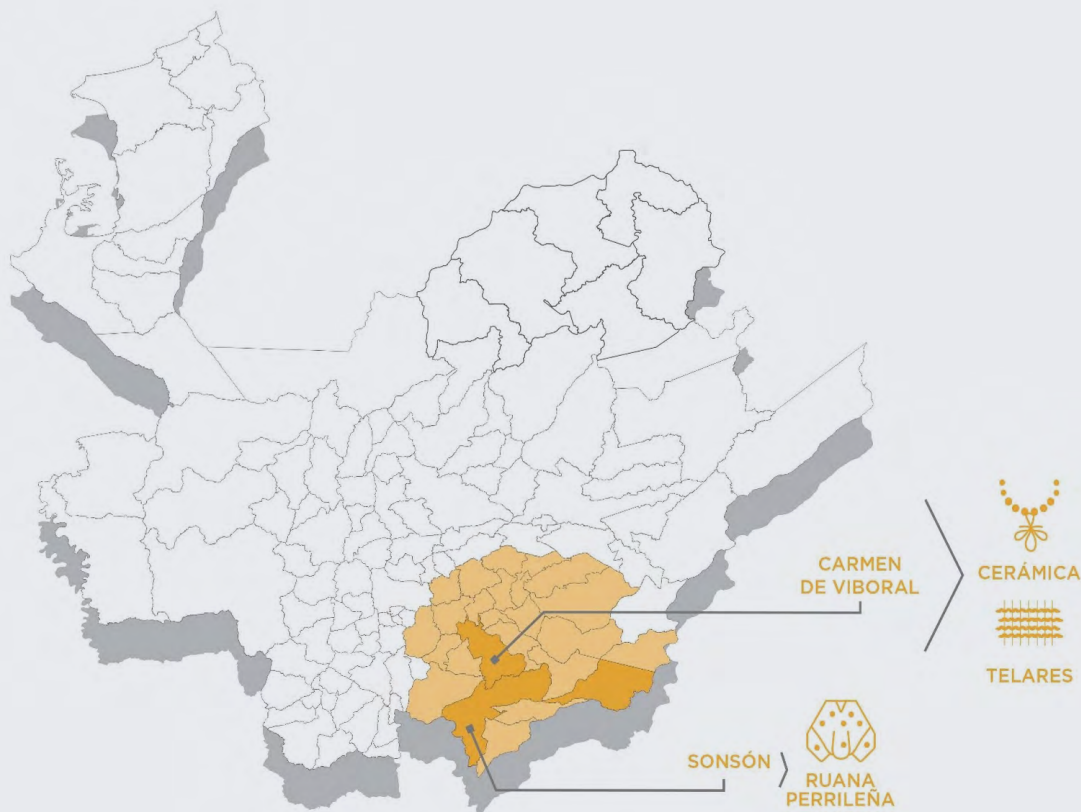 CARMEN
DE VIBORAL
CERÁMICA
TELARES
SONSÓN
RUANA
PERRILEÑA